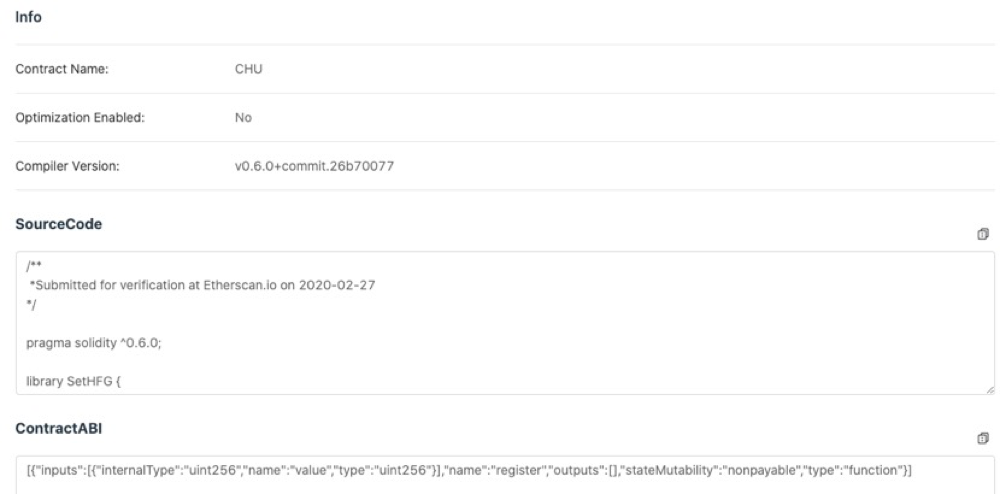 Info
Contract Name: CHU
Optimization Enabled: No
Compiler Version: v0.6.0+commit.26b70077
SourceCode
/**
*Submitted for verification at Etherscan.io on 2020-02-27
*/
pragma solidity ^0.6.0;
library SetHFG {
ContractABI
[{"inputs":[{"internalType":"uint256","name":"value","type":"uint256"}],"name":"register","outputs":[],"stateMutability":"nonpayable","type":"function"}]